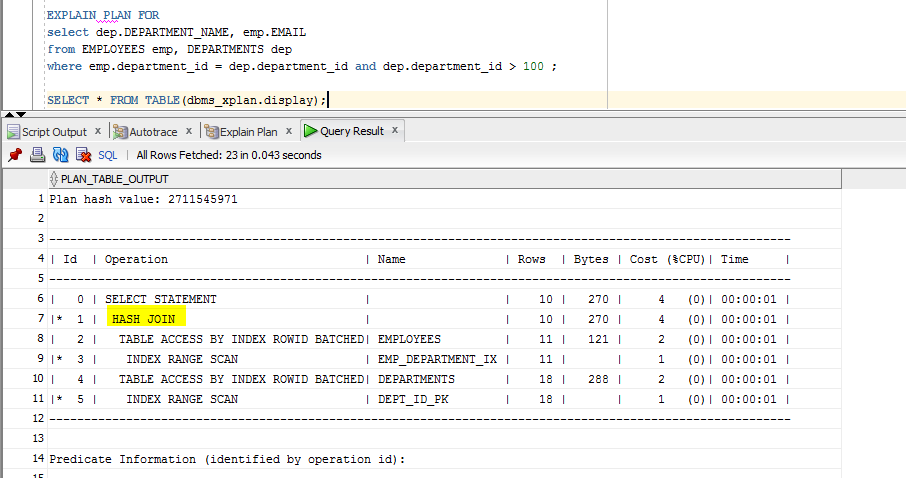 EXPLAIN PLAN FOR
select dep.DEPARTMENT_NAME, emp.EMAIL
from EMPLOYEES emp, DEPARTMENTS dep
where emp.department_id = dep.department_id and dep.department_id > 100 ;
SELECT * FROM TABLE(dbms_xplan.display);
Script Output x Autotrace x Explain Plan x Query Result x
SQL | All Rows Fetched: 23 in 0.043 seconds
PLAN_TABLE_OUTPUT
1 Plan hash value: 2711545971
2
3 ------------------------------------------------------------------------------------------------------
4 | Id | Operation | Name | Rows | Bytes | Cost (%CPU)| Time |
5 ------------------------------------------------------------------------------------------------------
6 | 0 | SELECT STATEMENT | | 10 | 270 | 4 (0)| 00:00:01 |
7 |* 1 | HASH JOIN | | 10 | 270 | 4 (0)| 00:00:01 |
8 | 2 | TABLE ACCESS BY INDEX ROWID BATCHED| EMPLOYEES | 11 | 121 | 2 (0)| 00:00:01 |
9 |* 3 | INDEX RANGE SCAN | EMP_DEPARTMENT_IX | 11 | | 1 (0)| 00:00:01 |
10 | 4 | TABLE ACCESS BY INDEX ROWID BATCHED| DEPARTMENTS | 18 | 288 | 2 (0)| 00:00:01 |
11 |* 5 | INDEX RANGE SCAN | DEPT_ID_PK | 18 | | 1 (0)| 00:00:01 |
12 ------------------------------------------------------------------------------------------------------
13
14 Predicate Information (identified by operation id):
15